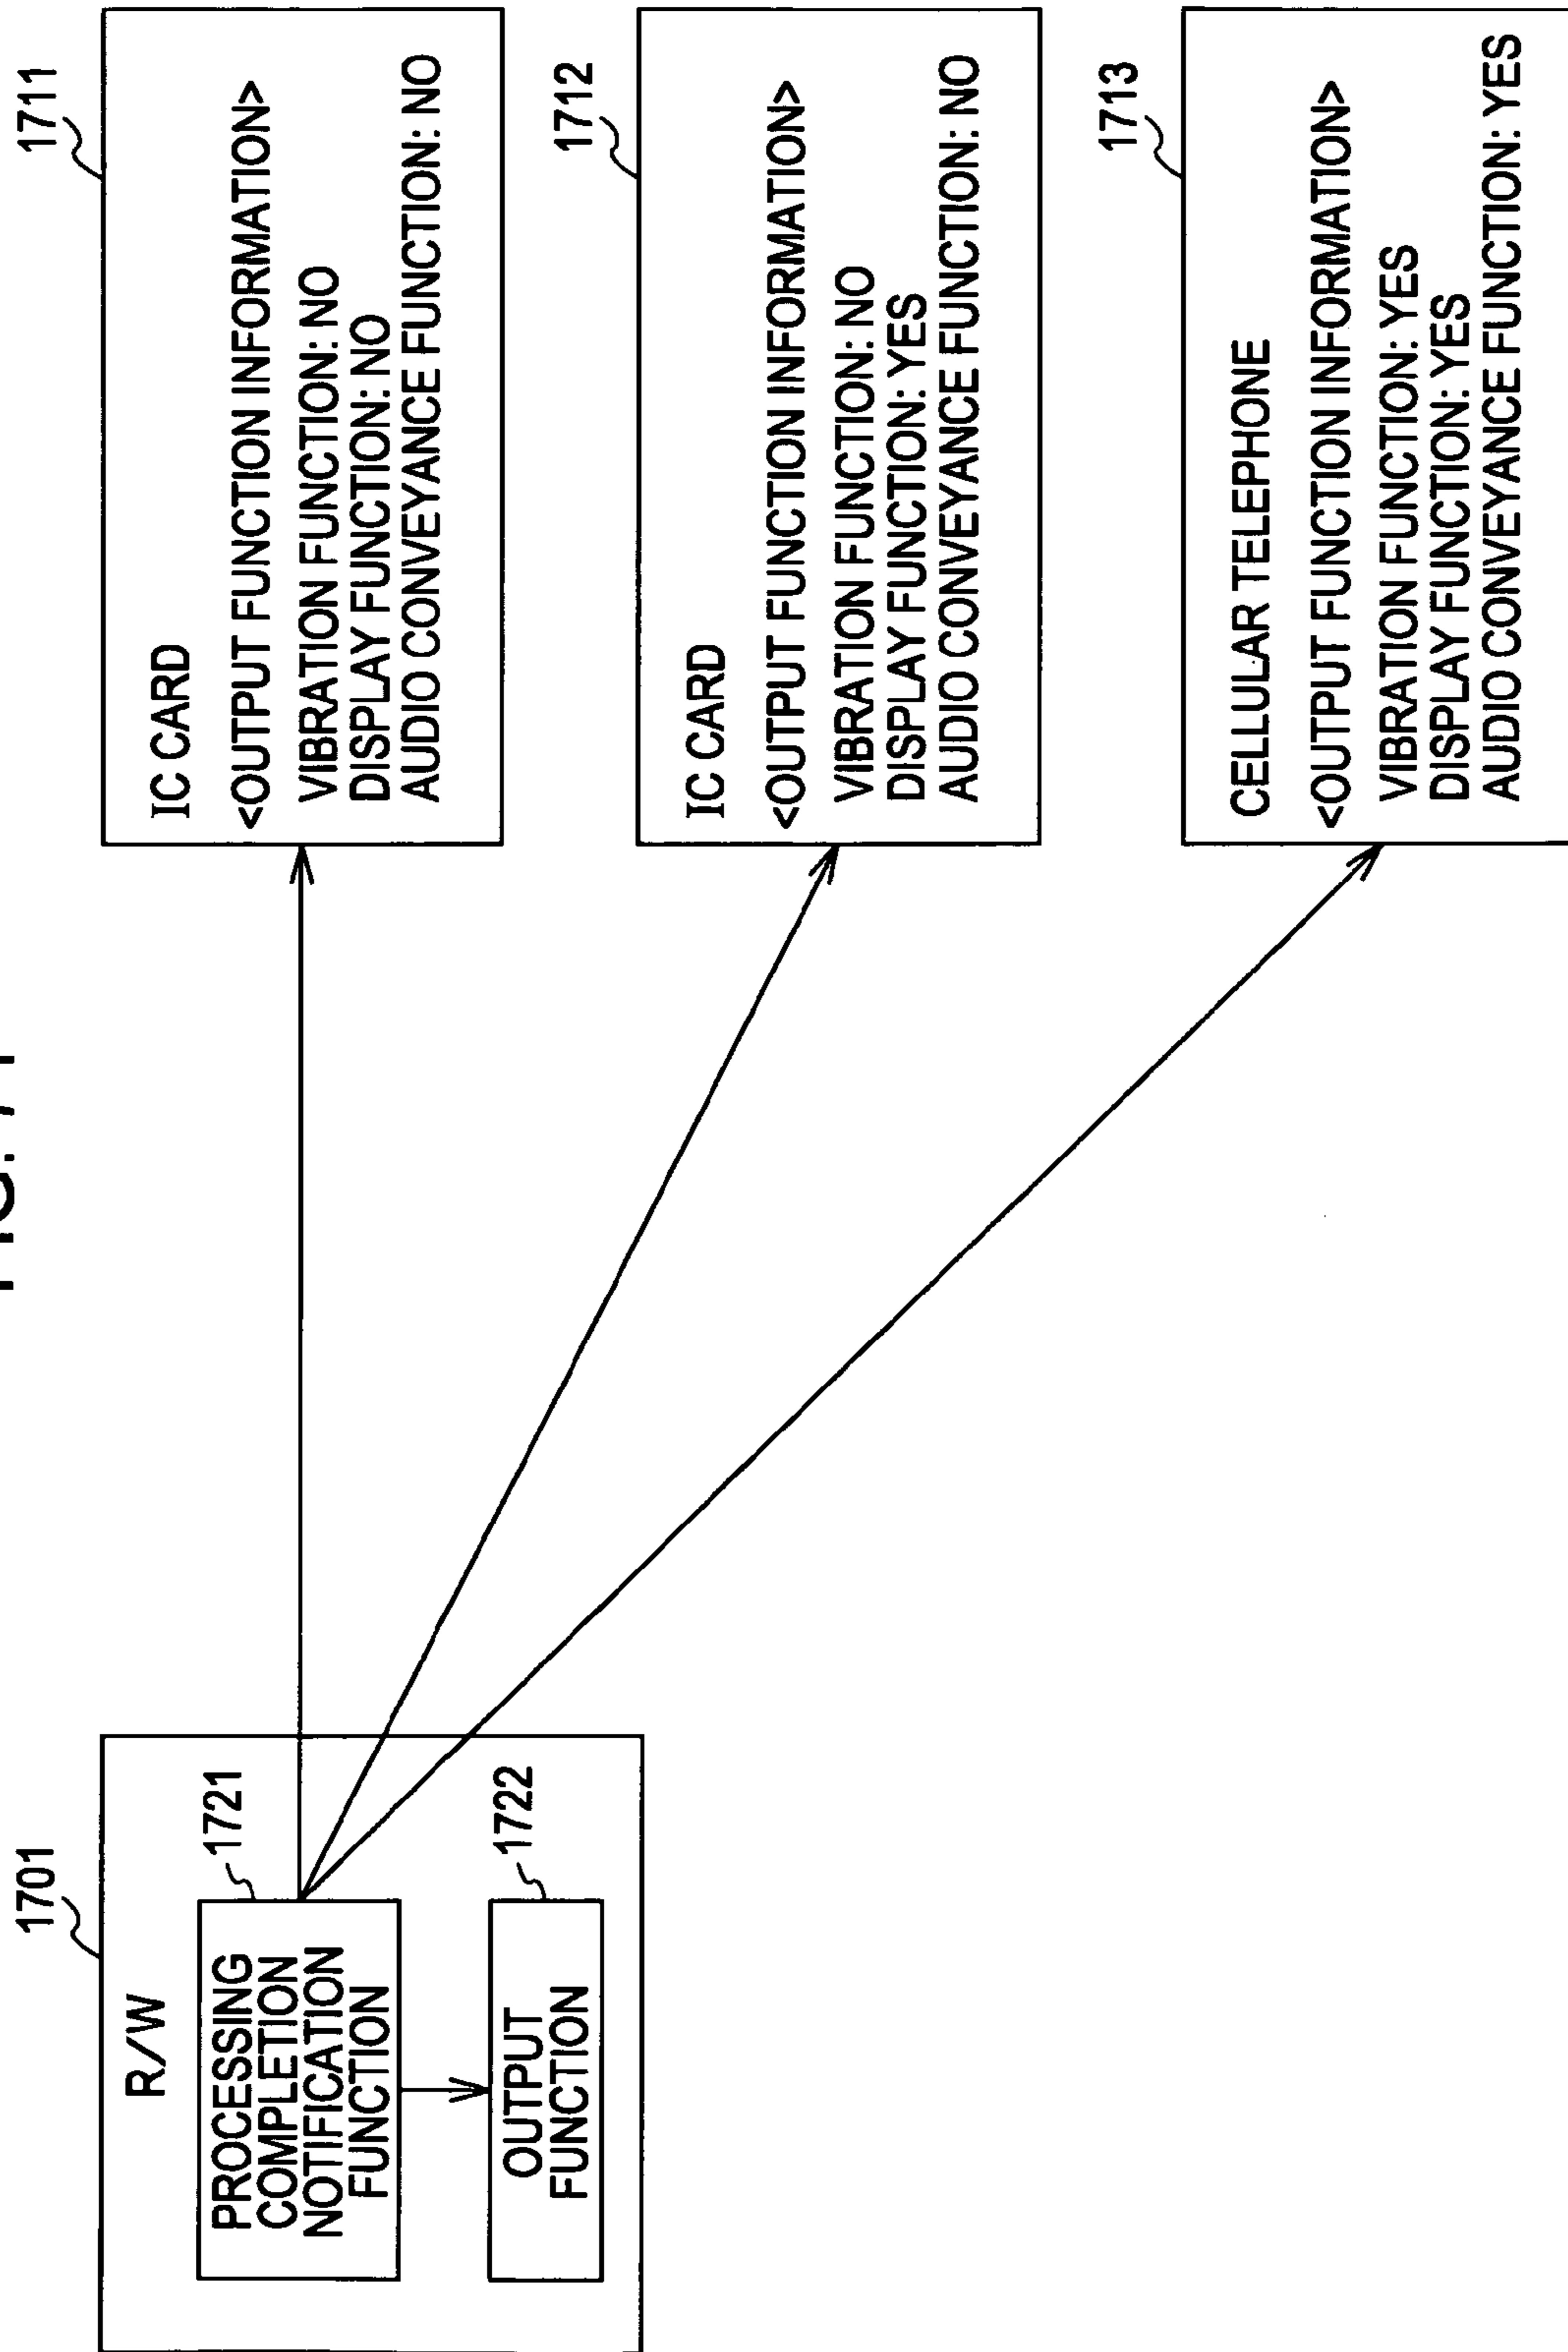 FIG. 71
1701
R/W
1721
PROCESSING
COMPLETION
NOTIFICATION
FUNCTION
1722
OUTPUT
FUNCTION
1711
IC CARD
<OUTPUT FUNCTION INFORMATION>
VIBRATION FUNCTION: NO
DISPLAY FUNCTION: NO
AUDIO CONVEYANCE FUNCTION: NO
1712
IC CARD
<OUTPUT FUNCTION INFORMATION>
VIBRATION FUNCTION: NO
DISPLAY FUNCTION: YES
AUDIO CONVEYANCE FUNCTION: NO
1713
CELLULAR TELEPHONE
<OUTPUT FUNCTION INFORMATION>
VIBRATION FUNCTION: YES
DISPLAY FUNCTION: YES
AUDIO CONVEYANCE FUNCTION: YES